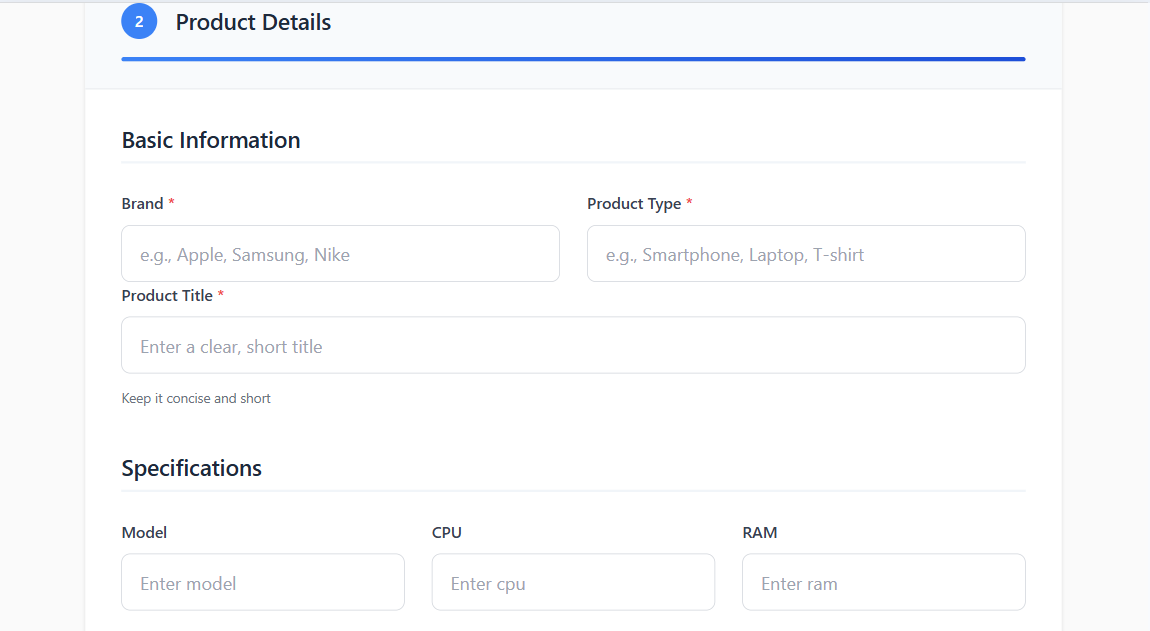 2 Product Details
Basic Information
Brand * Product Type *
e.g., Apple, Samsung, Nike e.g., Smartphone, Laptop, T-shirt
Product Title *
Enter a clear, short title
Keep it concise and short
Specifications
Model CPU RAM
Enter model Enter cpu Enter ram